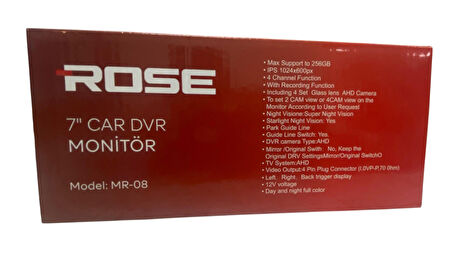 ROSE
7" CAR DVR
MONİTÖR
Model: MR-08
• Max Support to 256GB
• IPS 1024x600px
• 4 Channel Function
• With Recording Function
• Including 4 Set Glass lens AHD Camera
To set 2 CAM view or 4CAM view on the
Monitor According to User Request
• Night Visione:Super Night Vision
• Starlight Night Vision: Yes
• Park Guide Line
• Guide Line Switch: Yes.
• DVR camera Type:AHD
• Mirror /Original Swith : No, Keep the
Original DRV SettingsMirror/Original SwitchO
• TV System:AHD
• Video Output:4 Pin Plug Connector
• Left、Right、Back trigger display
• 12V voltage
• Day and night full color